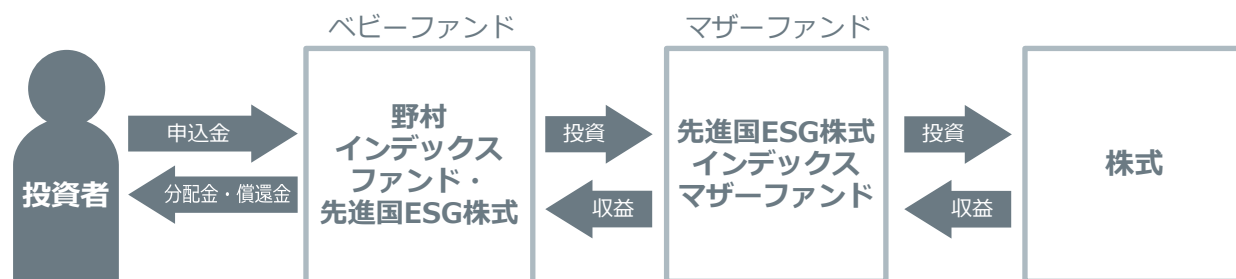 ベビーファンド
マザーファンド
投資者
申込金
分配金・償還金
野村
インデックス
ファンド・
先進国ESG株式
投資
収益
先進国ESG株式
インデックス
マザーファンド
投資
収益
株式